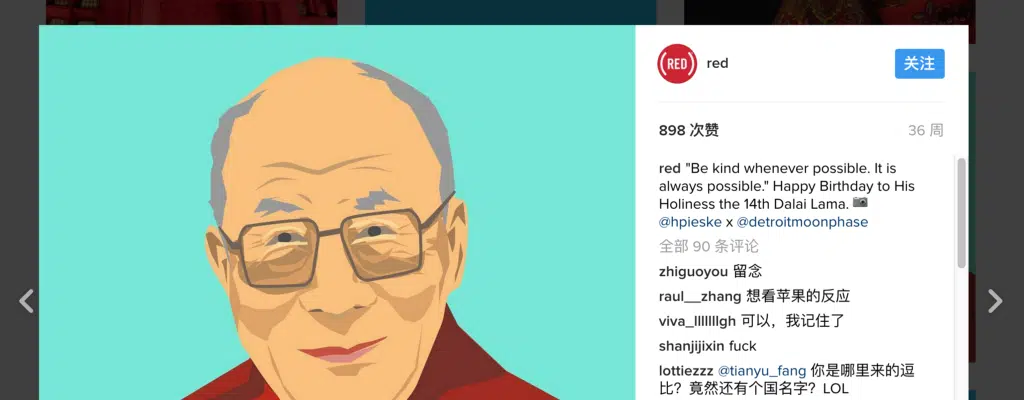 (RED)
red
关注
898 次赞
36 周
red "Be kind whenever possible. It is
always possible." Happy Birthday to His
Holiness the 14th Dalai Lama. 📷
@hpieske x @detroitmoonphase
全部 90 条评论
zhiguoyou 留念
raul__zhang 想看苹果的反应
viva_lllllllgh 可以，我记住了
shanjijixin fuck
lottiezzz @tianyu_fang 你是哪里来的逗
比？竟然还有个国名字？LOL